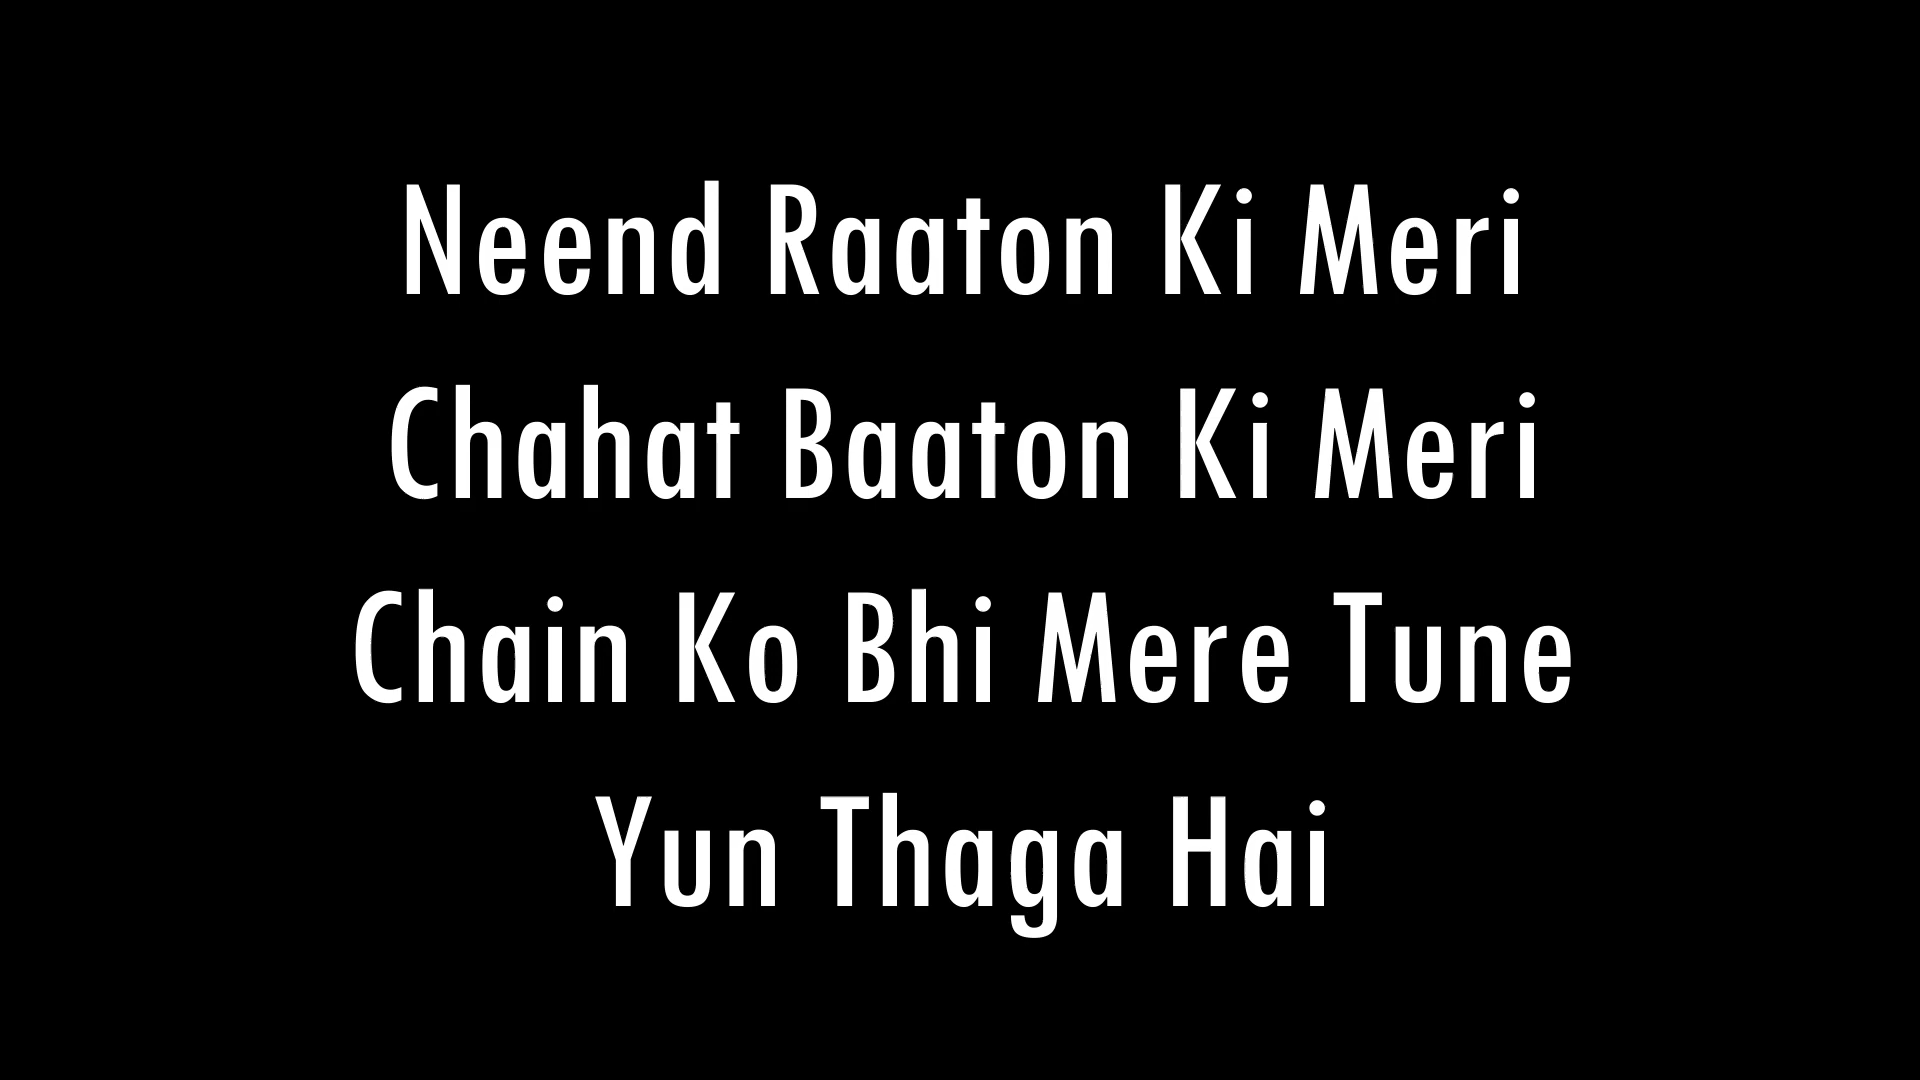 Neend Raaton Ki Meri
Chahat Baaton Ki Meri
Chain Ko Bhi Mere Tune
Yun Thaga Hai